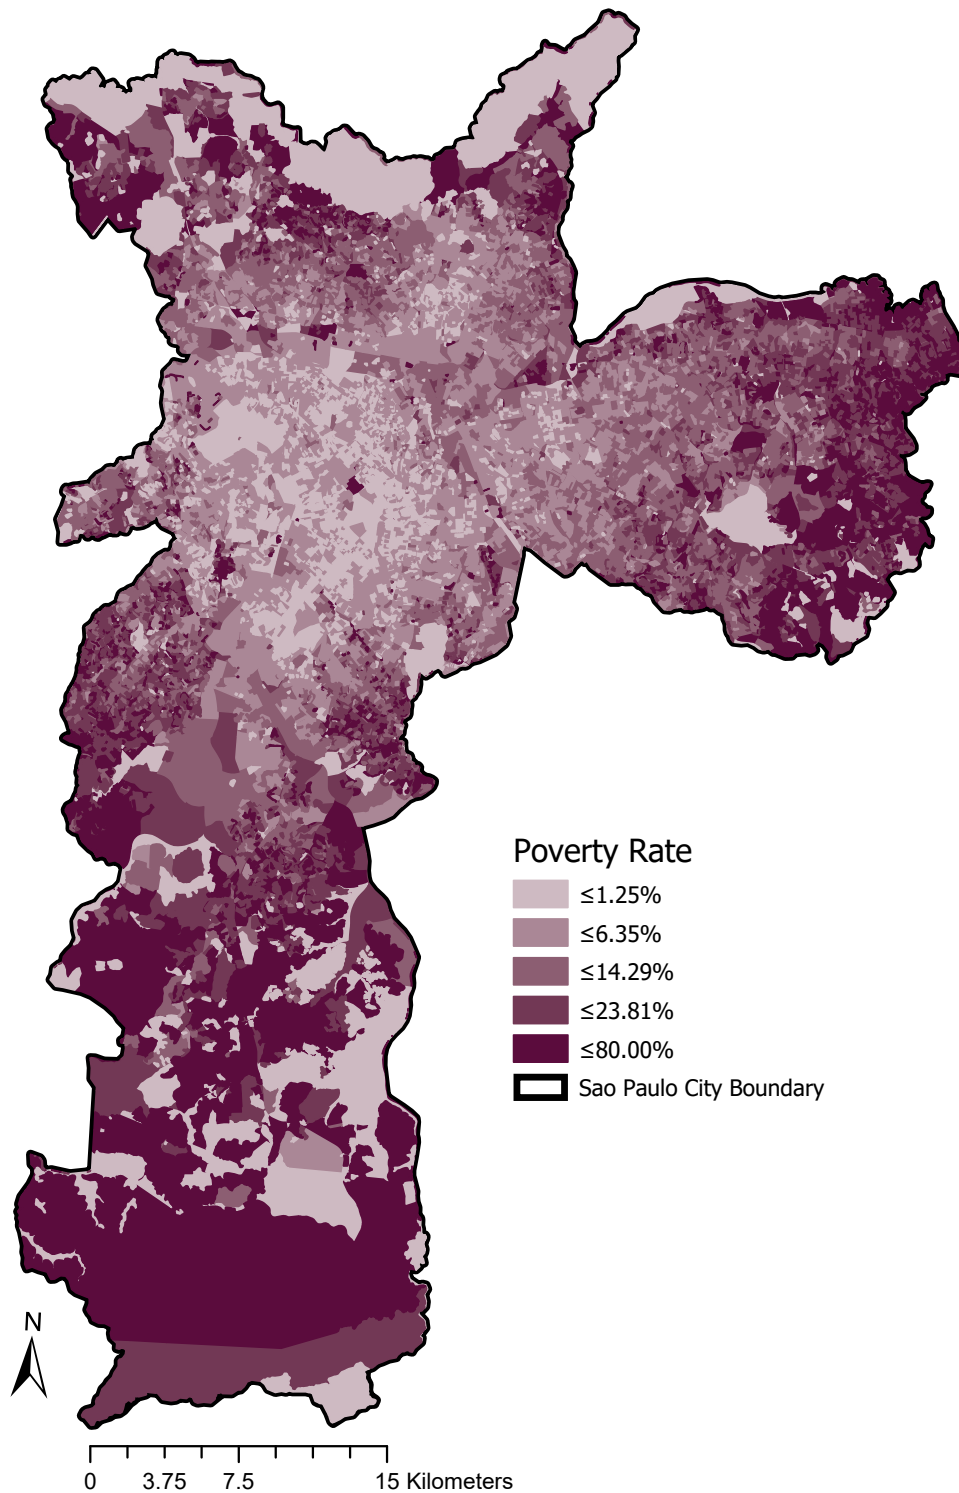 Poverty Rate
≤1.25%
≤6.35%
≤14.29%
≤23.81%
≤80.00%
Sao Paulo City Boundary
N
0 3.75 7.5 15 Kilometers